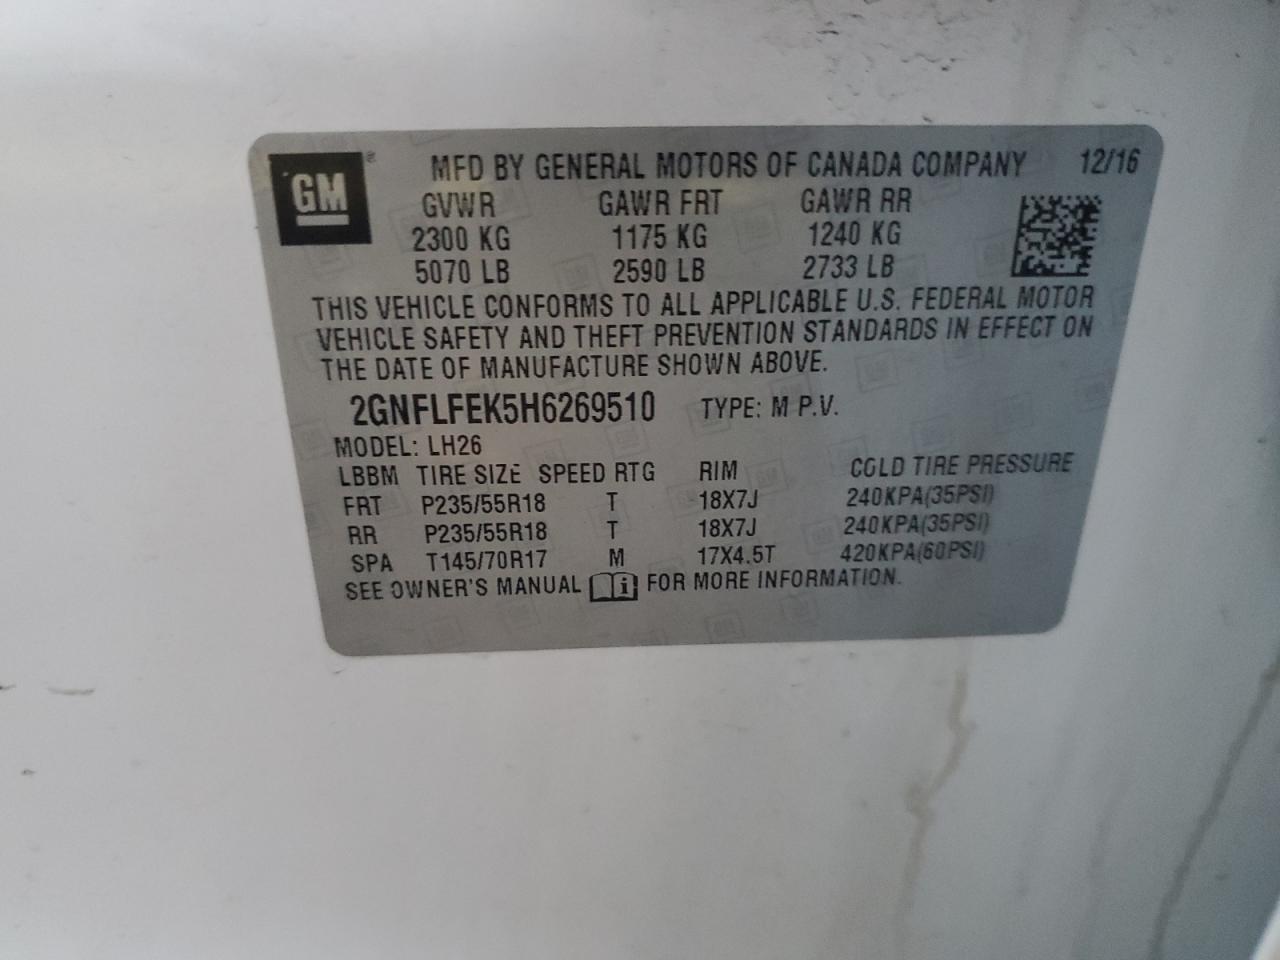 GM
MFD BY GENERAL MOTORS OF CANADA COMPANY 12/16
GVWR GAWR FRT GAWR RR
2300 KG 1175 KG 1240 KG
5070 LB 2590 LB 2733 LB
THIS VEHICLE CONFORMS TO ALL APPLICABLE U.S. FEDERAL MOTOR
VEHICLE SAFETY AND THEFT PREVENTION STANDARDS IN EFFECT ON
THE DATE OF MANUFACTURE SHOWN ABOVE.
2GNFLFEK5H6269510 TYPE: M P.V.
MODEL: LH26
LBBM TIRE SIZE SPEED RTG RIM COLD TIRE PRESSURE
FRT P235/55R18 T 18X7J 240KPA(35PSI)
RR P235/55R18 T 18X7J 240KPA(35PSI)
SPA T145/70R17 M 17X4.5T 420KPA(60PSI)
SEE OWNER'S MANUAL i FOR MORE INFORMATION.